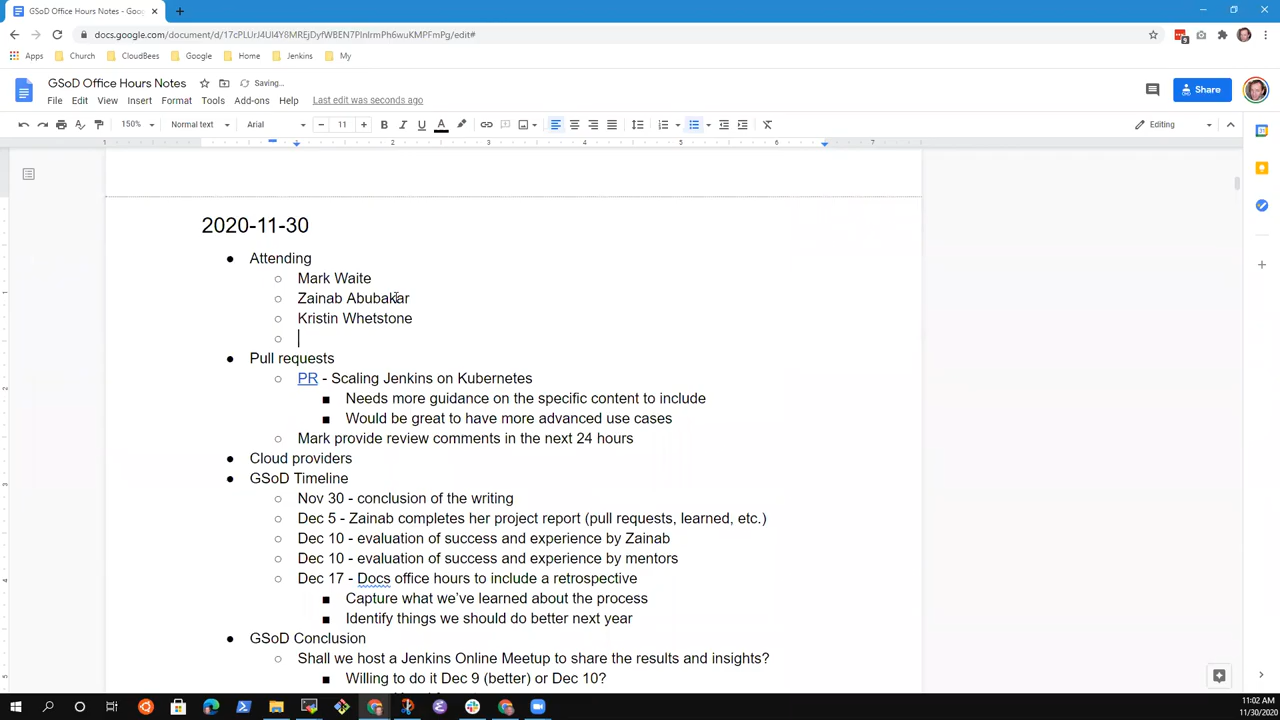 GSoD Office Hours Notes
docs.google.com/document/d/17cPLUrJ4Ul4Y8MREjDyfWBEN7PInIrmPh6wuKMPFmPg/edit#
Apps Church CloudBees Google Home Jenkins My
GSoD Office Hours Notes Saving...
File Edit View Insert Format Tools Add-ons Help Last edit was seconds ago
Share
150% Normal text Arial 11 Editing
1 1 2 3 4 5 6 7
2020-11-30
Attending
Mark Waite
Zainab Abubakar
Kristin Whetstone
Pull requests
PR - Scaling Jenkins on Kubernetes
Needs more guidance on the specific content to include
Would be great to have more advanced use cases
Mark provide review comments in the next 24 hours
Cloud providers
GSoD Timeline
Nov 30 - conclusion of the writing
Dec 5 - Zainab completes her project report (pull requests, learned, etc.)
Dec 10 - evaluation of success and experience by Zainab
Dec 10 - evaluation of success and experience by mentors
Dec 17 - Docs office hours to include a retrospective
Capture what we've learned about the process
Identify things we should do better next year
GSoD Conclusion
Shall we host a Jenkins Online Meetup to share the results and insights?
Willing to do it Dec 9 (better) or Dec 10?
11:02 AM
11/30/2020